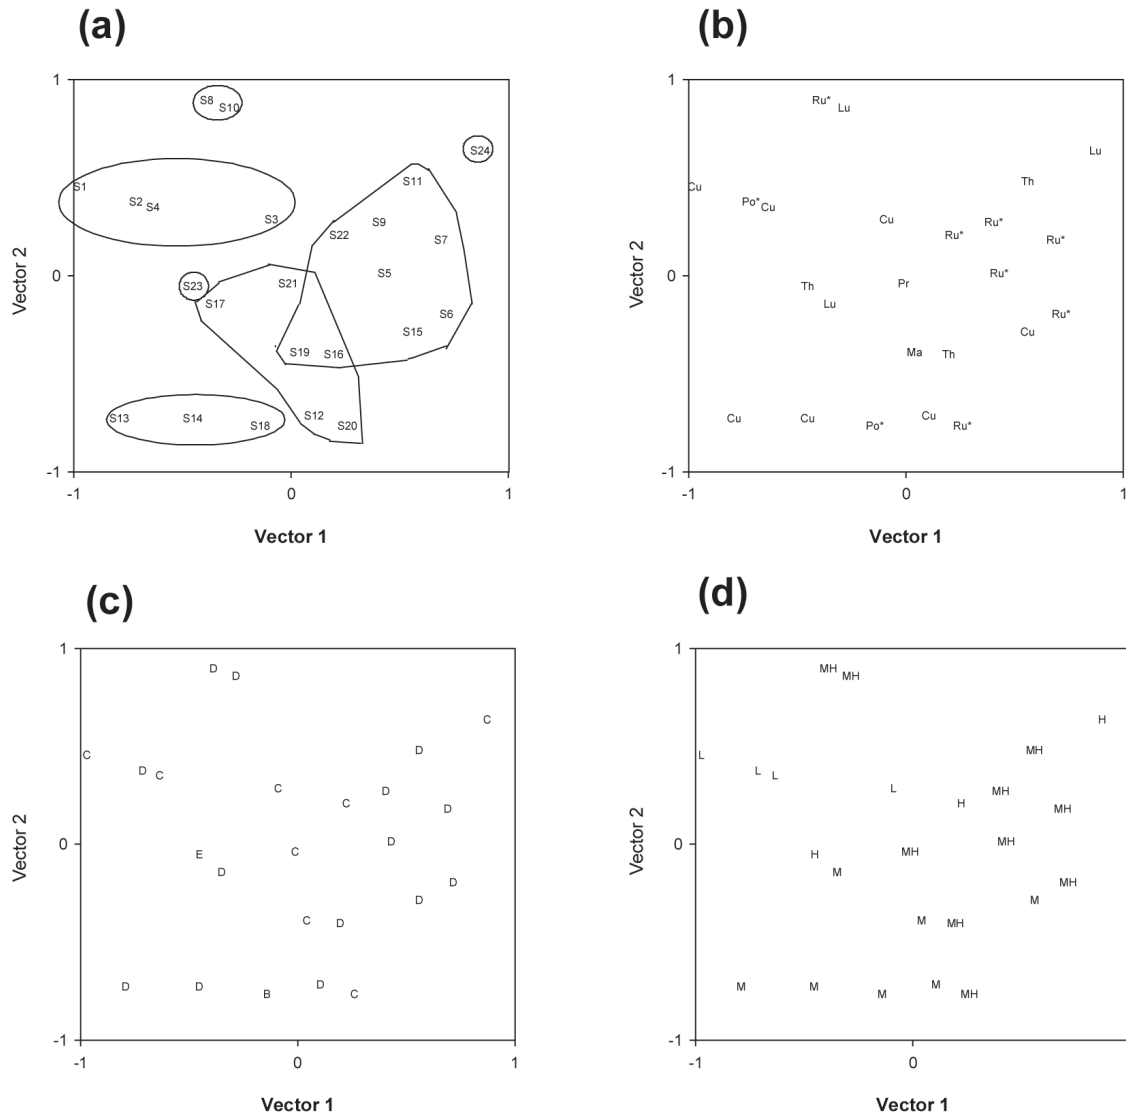 (a)
(b)
1
S8
S10
S24
S11
S1
S2
S4
S3
S9
S22
S7
S5
S21
S23
S17
S6
S15
S19
S16
S13
S14
S18
S12
S20
0
-1
-1
0
1
Vector 2
Vector 1
1
Ru*
Lu
Lu
Th
Cu
Po*
Cu
Cu
Ru*
Ru*
Ru*
Ru*
Th
Pr
Lu
Ru*
Cu
Ma
Th
Cu
Cu
Po*
Cu
Ru*
0
-1
-1
0
1
Vector 2
Vector 1
(c)
(d)
1
D
D
C
D
C
D
C
C
C
D
D
D
C
E
D
D
D
C
D
D
D
B
D
C
0
-1
-1
0
1
Vector 2
Vector 1
1
MH
MH
H
MH
L
L
L
L
H
MH
MH
MH
MH
H
M
MH
M
M
MH
M
M
M
M
MH
0
-1
-1
0
Vector 2
Vector 1